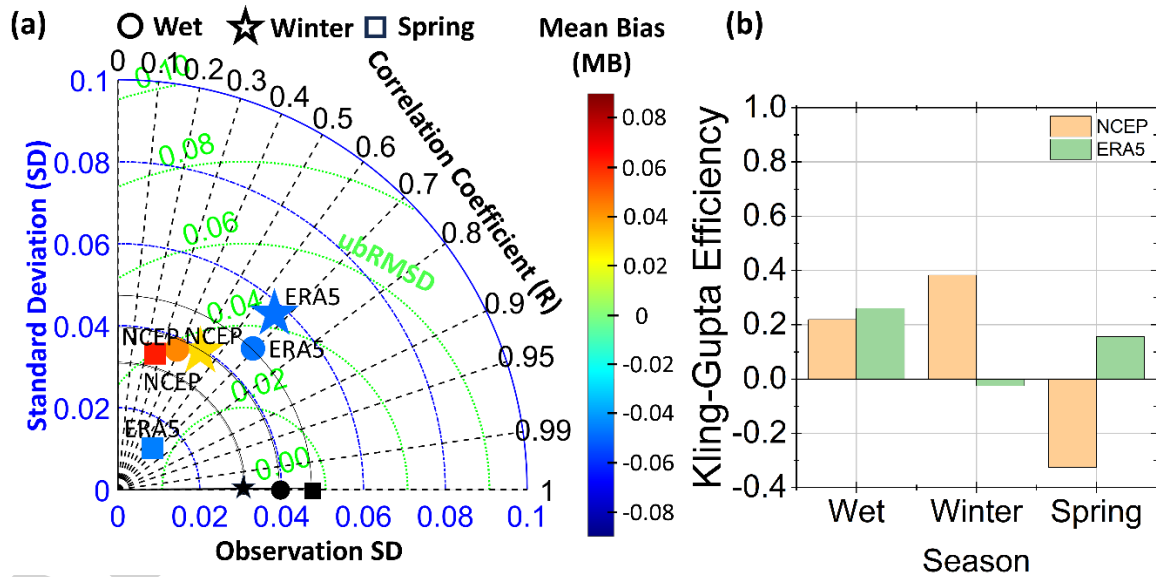 (a)
Wet
Winter
Spring
Mean Bias
(MB)
0
0.1
0.2
0.3
0.4
0.5
0.6
0.7
0.8
0.9
0.95
0.99
1
Correlation Coefficient (R)
0.1
0.08
0.06
0.04
0.02
0
Standard Deviation (SD)
0.10
0.08
0.06
0.04
0.02
0.00
ubRMSD
ERA5
ERA5
NCEP
NCEP
NCEP
ERA5
0
0.02
0.04
0.06
0.08
0.1
Observation SD
0.08
0.06
0.04
0.02
0
-0.02
-0.04
-0.06
-0.08
(b)
NCEP
ERA5
1.0
0.8
0.6
0.4
0.2
0.0
-0.2
-0.4
Kling-Gupta Efficiency
Wet
Winter
Spring
Season